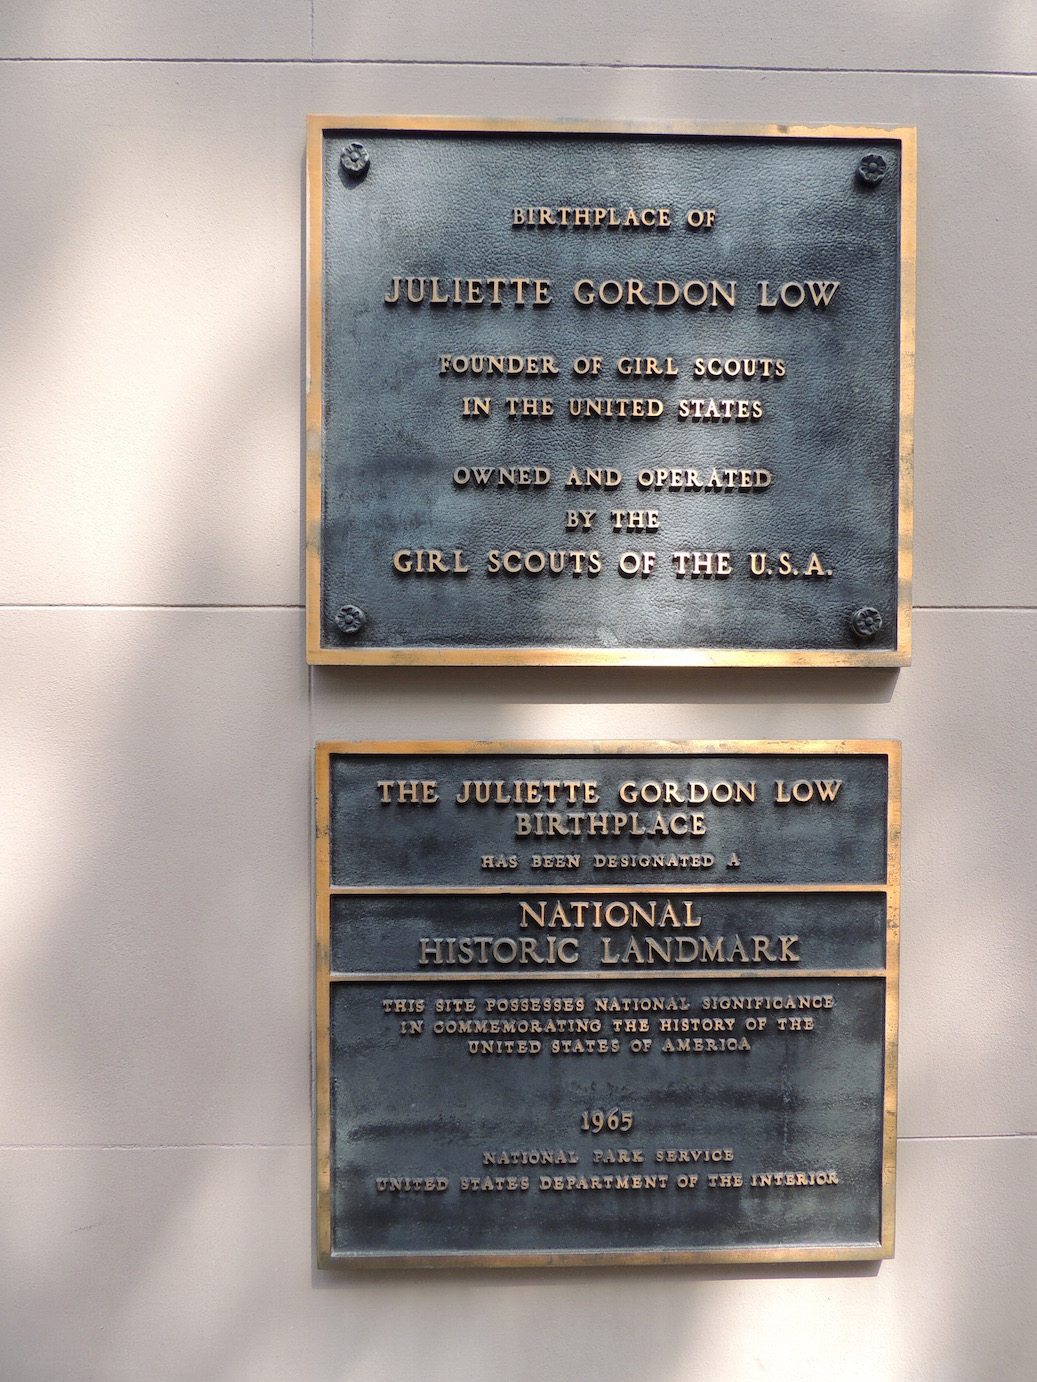 BIRTHPLACE OF
JULIETTE GORDON LOW
FOUNDER OF GIRL SCOUTS
IN THE UNITED STATES
OWNED AND OPERATED
BY THE
GIRL SCOUTS OF THE U.S.A.
THE JULIETTE GORDON LOW
BIRTHPLACE
HAS BEEN DESIGNATED A
NATIONAL
HISTORIC LANDMARK
THIS SITE POSSESSES NATIONAL SIGNIFICANCE
IN COMMEMORATING THE HISTORY OF THE
UNITED STATES OF AMERICA
1965
NATIONAL PARK SERVICE
UNITED STATES DEPARTMENT OF THE INTERIOR